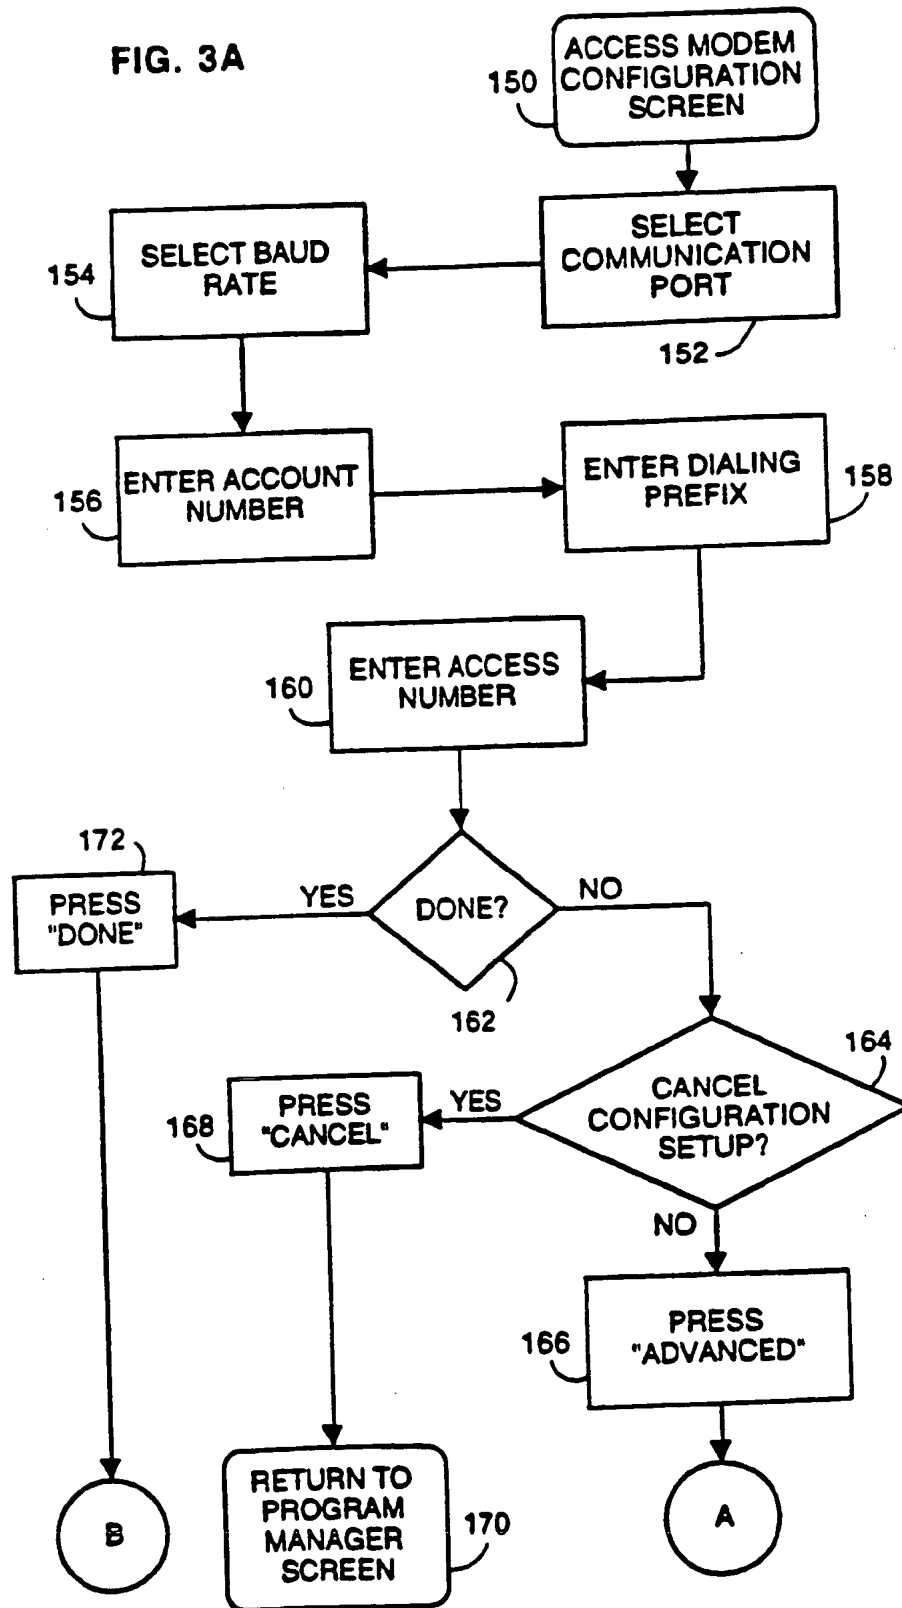 FIG. 3A
ACCESS MODEM
CONFIGURATION
SCREEN
150
SELECT
COMMUNICATION
PORT
152
SELECT BAUD
RATE
154
ENTER ACCOUNT
NUMBER
156
ENTER DIALING
PREFIX
158
ENTER ACCESS
NUMBER
160
DONE?
162
YES
NO
172
PRESS
"DONE"
164
CANCEL
CONFIGURATION
SETUP?
YES
NO
PRESS
"CANCEL"
168
PRESS
"ADVANCED"
166
RETURN TO
PROGRAM
MANAGER
SCREEN
170
B
A